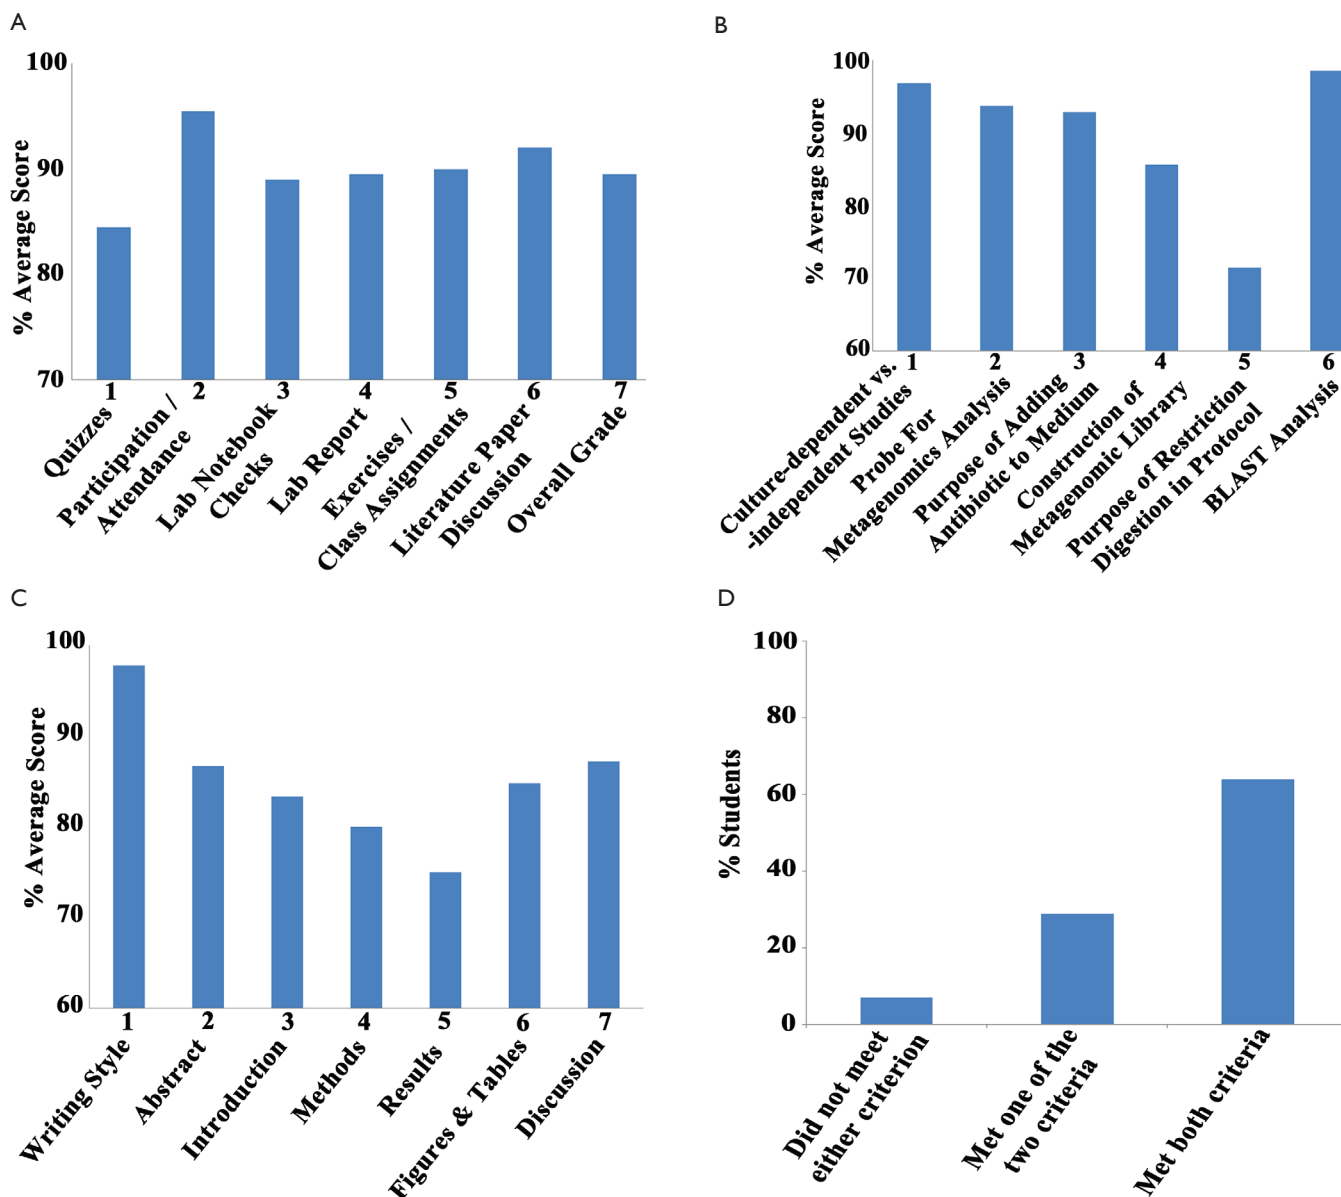 A
% Average Score
100
90
80
70
1
2
3
4
5
6
7
Quizzes
Participation /
Attendance
Lab Notebook
Checks
Lab Report
Exercises /
Class Assignments
Literature Paper
Discussion
Overall Grade
B
% Average Score
100
90
80
70
60
1
2
3
4
5
6
Culture-dependent vs.
-independent Studies
Probe For
Metagenomics Analysis
Purpose of Adding
Antibiotic to Medium
Construction of
Metagenomic Library
Purpose of Restriction
Digestion in Protocol
BLAST Analysis
C
% Average Score
100
90
80
70
60
1
2
3
4
5
6
7
Writing Style
Abstract
Introduction
Methods
Results
Figures & Tables
Discussion
D
% Students
100
80
60
40
20
0
Did not meet
either criterion
Met one of the
two criteria
Met both criteria